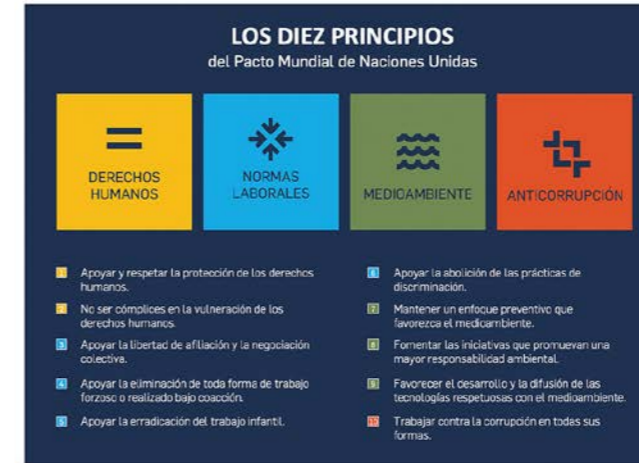 LOS DIEZ PRINCIPIOS
del Pacto Mundial de Naciones Unidas
DERECHOS
HUMANOS
NORMAS
LABORALES
MEDIOAMBIENTE
ANTICORRUPCIÓN
1 Apoyar y respetar la protección de los derechos
humanos.
2 No ser cómplices en la vulneración de los
derechos humanos.
3 Apoyar la libertad de afiliación y la negociación
colectiva.
4 Apoyar la eliminación de toda forma de trabajo
forzoso o realizado bajo coacción.
5 Apoyar la erradicación del trabajo infantil.
6 Apoyar la abolición de las prácticas de
discriminación.
7 Mantener un enfoque preventivo que
favorezca el medioambiente.
8 Fomentar las iniciativas que promuevan una
mayor responsabilidad ambiental.
9 Favorecer el desarrollo y la difusión de las
tecnologías respetuosas con el medioambiente.
10 Trabajar contra la corrupción en todas sus
formas.